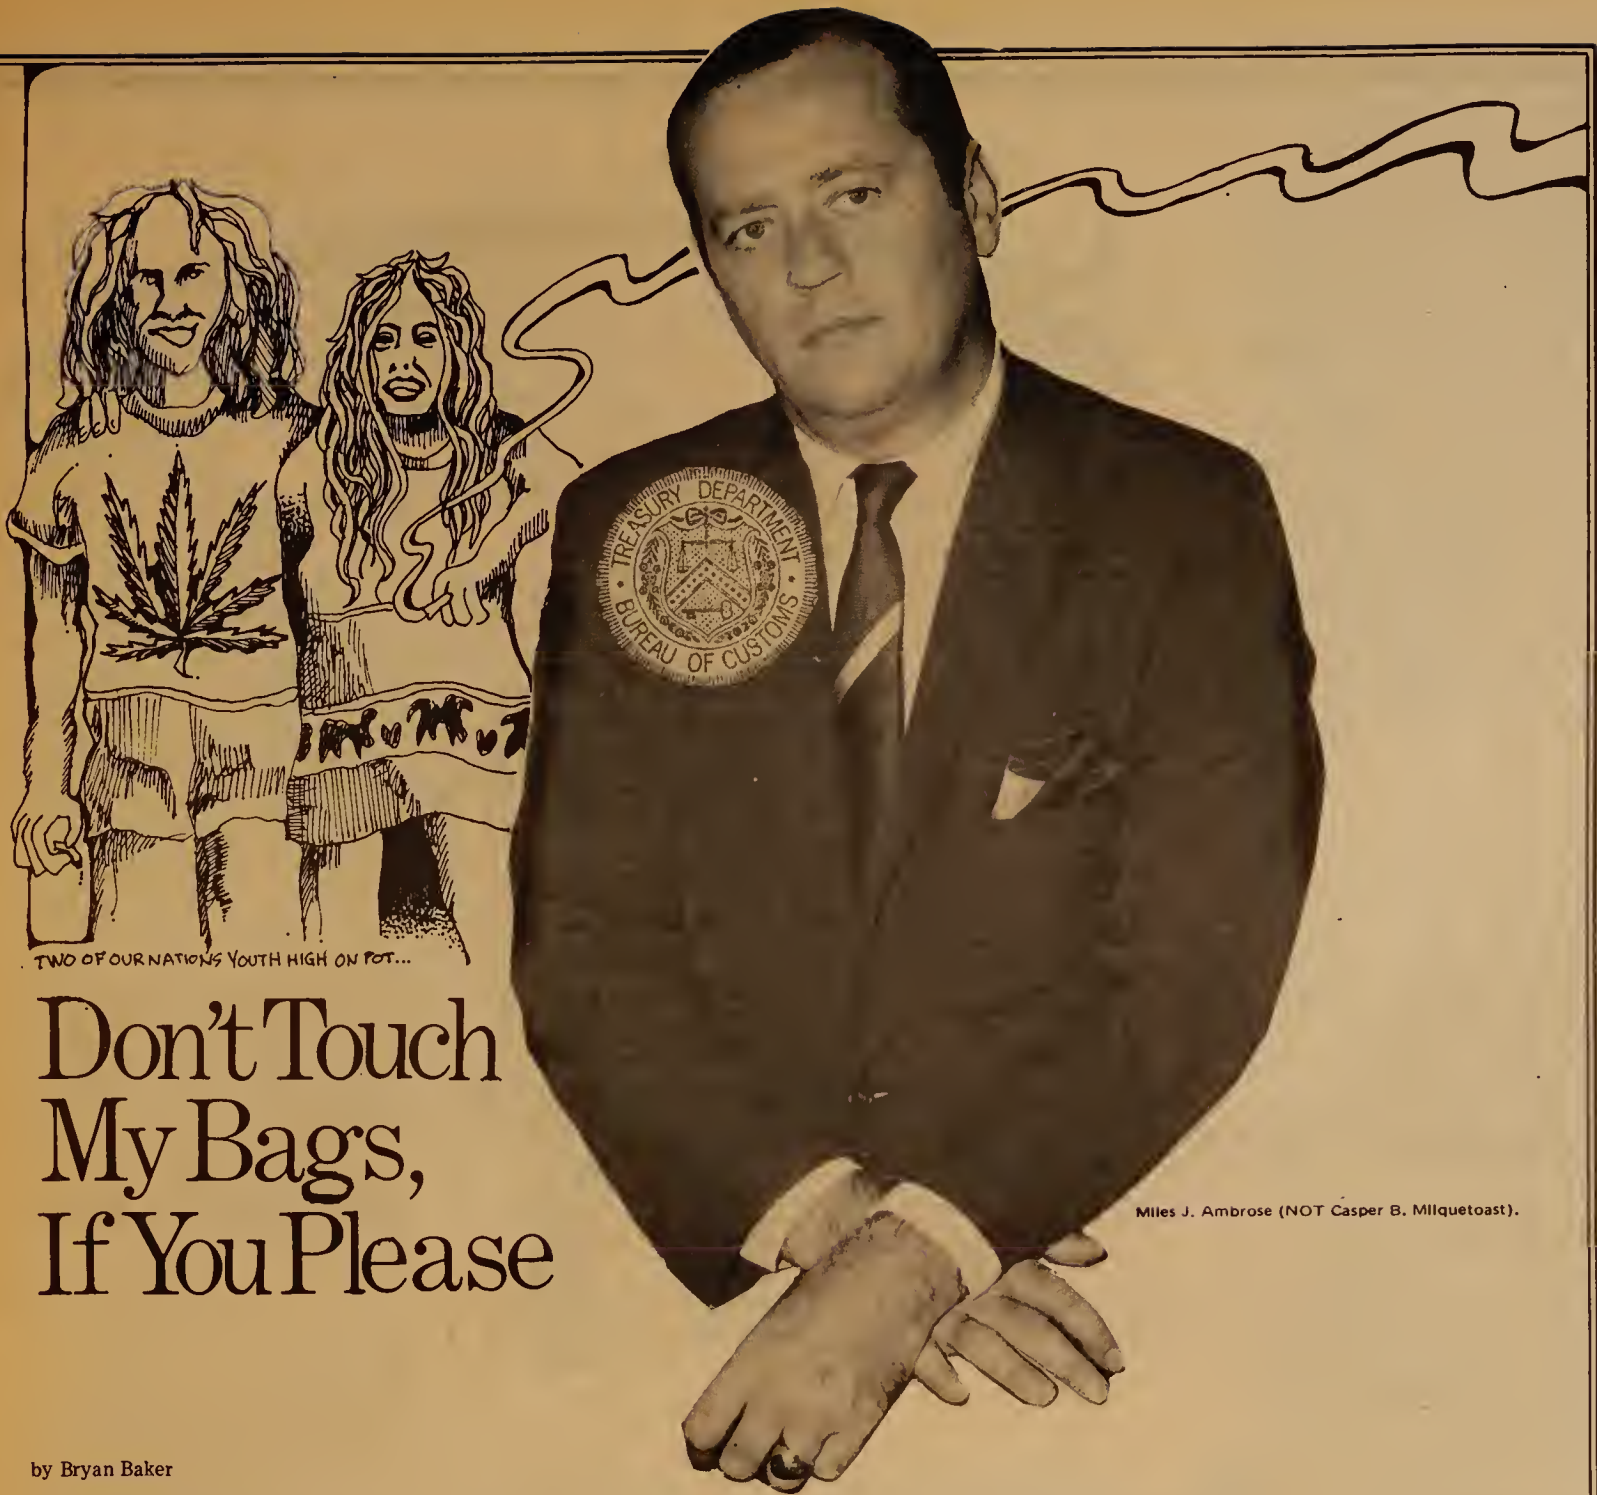 TREASURY DEPARTMENT
BUREAU OF CUSTOMS
TWO OF OUR NATIONS YOUTH HIGH ON POT...
Don't Touch
My Bags,
If You Please
Miles J. Ambrose (NOT Casper B. Milquetoast).
by Bryan Baker